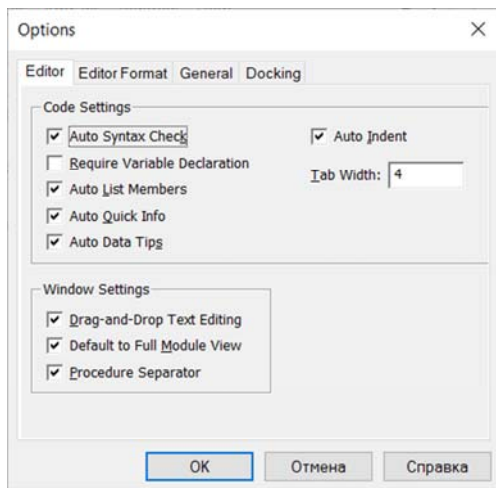 Options
Editor Editor Format General Docking
Code Settings
Auto Syntax Check Auto Indent
Require Variable Declaration
Tab Width: 4
Auto List Members
Auto Quick Info
Auto Data Tips
Window Settings
Drag-and-Drop Text Editing
Default to Full Module View
Procedure Separator
OK Отмена Справка